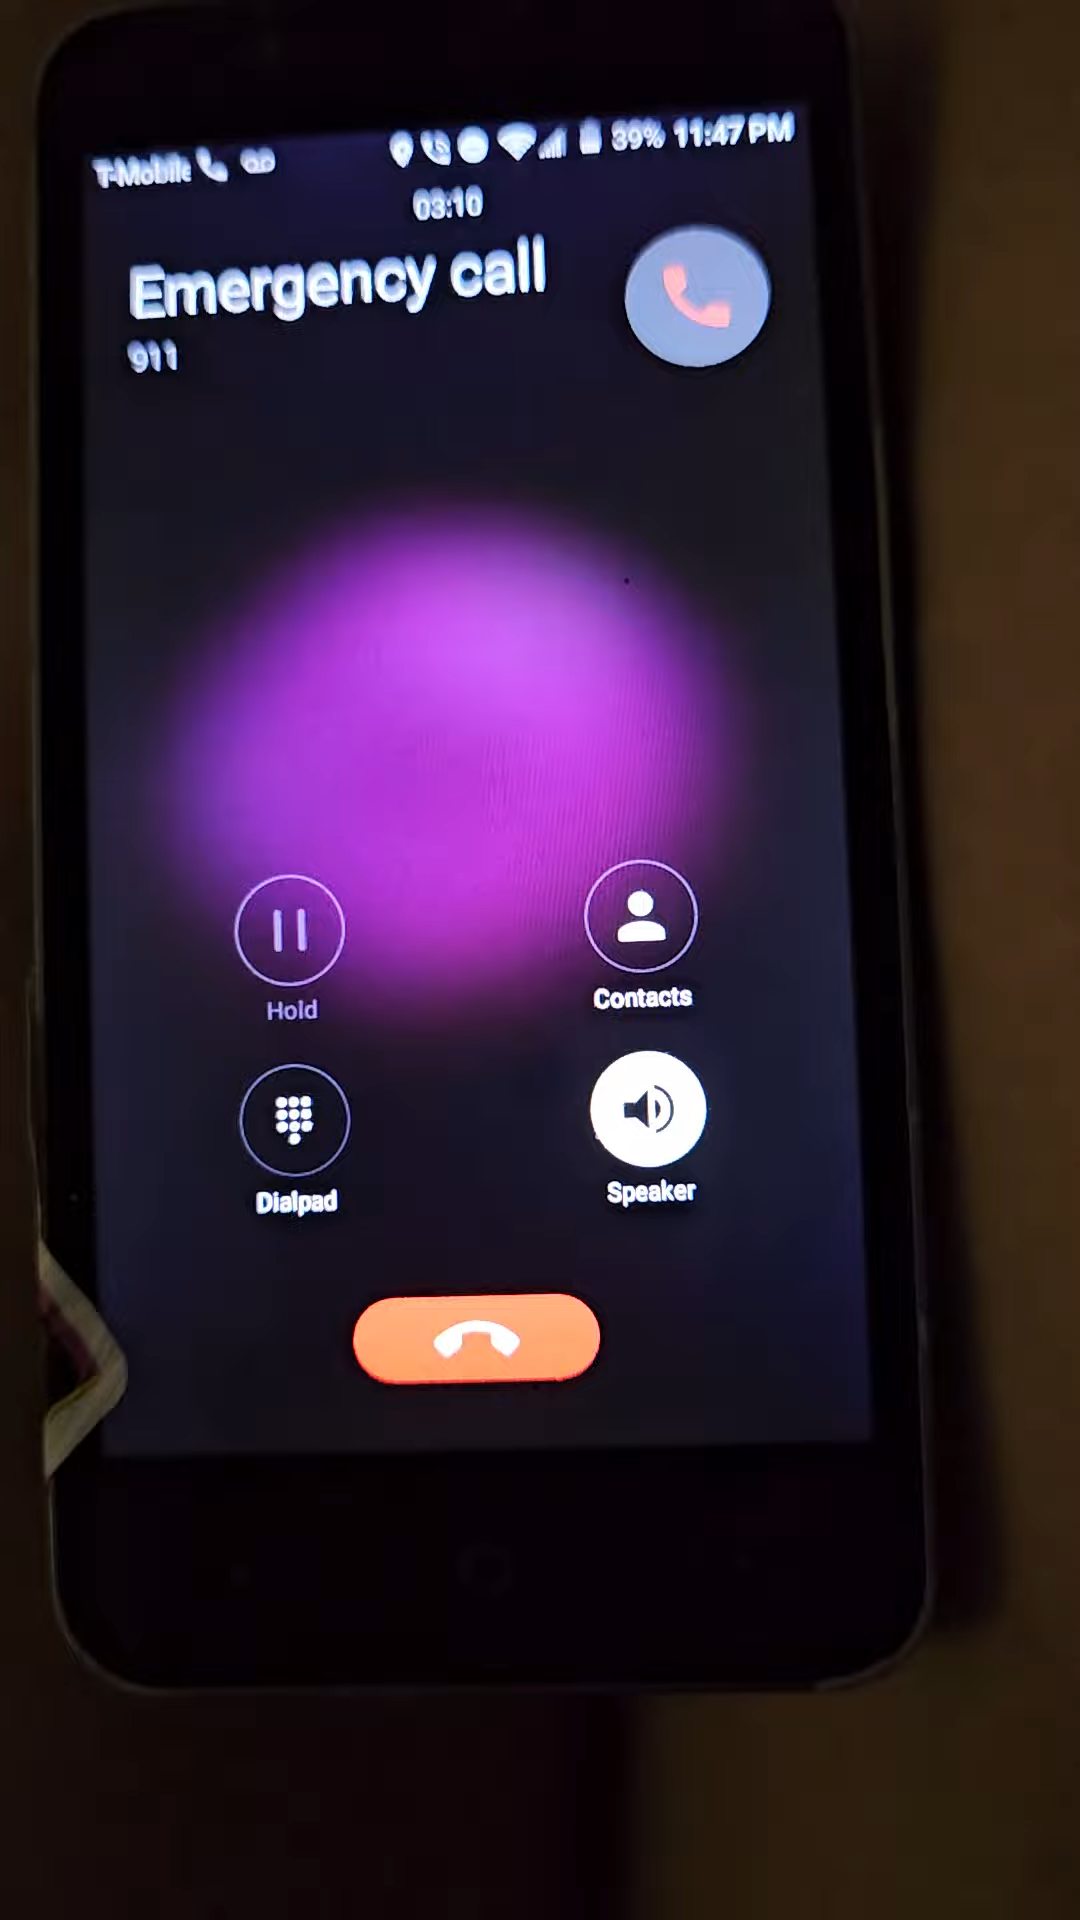 T-Mobile 39% 11:47 PM
03:10
Emergency call
911
Hold
Contacts
Dialpad
Speaker